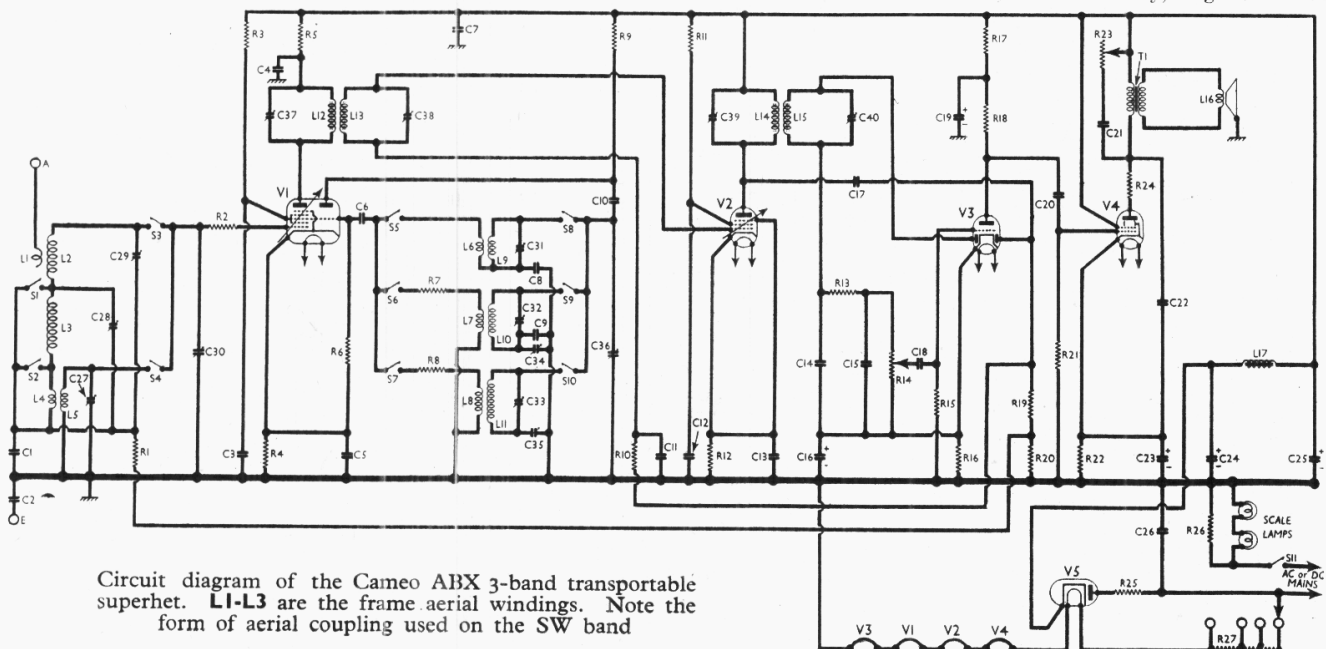 R3
R5
C7
R9
R11
R17
R23
T1
C4
L16
C37
L12
L13
C38
C39
L14
L15
C40
C19
R18
C21
A
V1
C10
C17
R24
V2
V3
C20
V4
R2
C6
S3
S5
S8
L1
L2
C29
L6
L9
C31
C8
S1
R7
R13
C22
S6
S9
L3
C28
C30
R6
L7
L10
C32
C9
C34
C36
C14
C15
R14
C18
R21
L17
S2
C27
S4
R8
S7
S10
L4
L5
L8
L11
C33
C35
C12
R15
R19
C1
R1
C3
R4
C5
R10
C11
R12
C13
C16
+
-
R16
R20
R22
C23
+
-
C24
+
-
C25
+
-
C2
E
C26
R26
SCALE
LAMPS
S11
AC or DC
MAINS
V5
R25
Circuit diagram of the Cameo ABX 3-band transportable
superhet. L1-L3 are the frame aerial windings. Note the
form of aerial coupling used on the SW band
V3
V1
V2
V4
R27